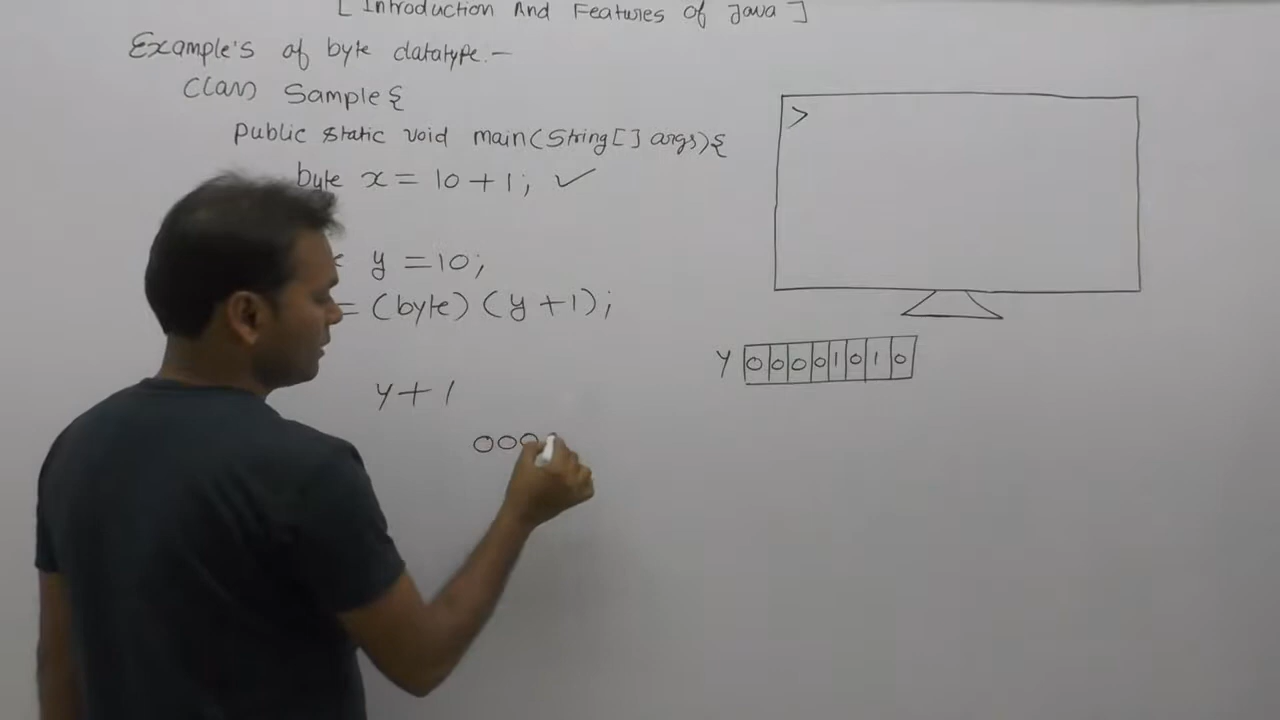 [ Introduction And Features of Java ]
Example's of byte datatype.-
Class Sample {
public static void main(String[] args){
byte x = 10 + 1; ✓
y = 10;
= (byte) (y + 1);
y + 1
000
>
Y 0 0 0 0 1 0 1 0